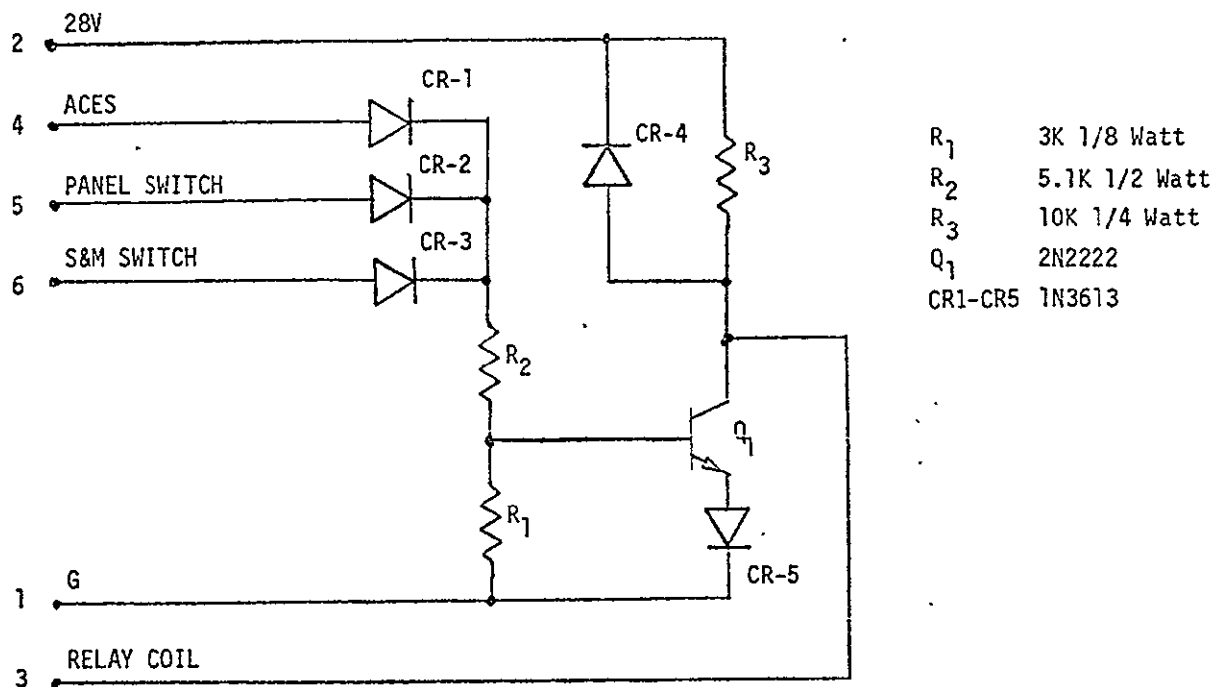 2 28V
4 ACES
5 PANEL SWITCH
6 S&M SWITCH
1 G
3 RELAY COIL
CR-1
CR-2
CR-3
CR-4
R3
R2
R1
Q1
CR-5
R1 3K 1/8 Watt
R2 5.1K 1/2 Watt
R3 10K 1/4 Watt
Q1 2N2222
CR1-CR5 1N3613